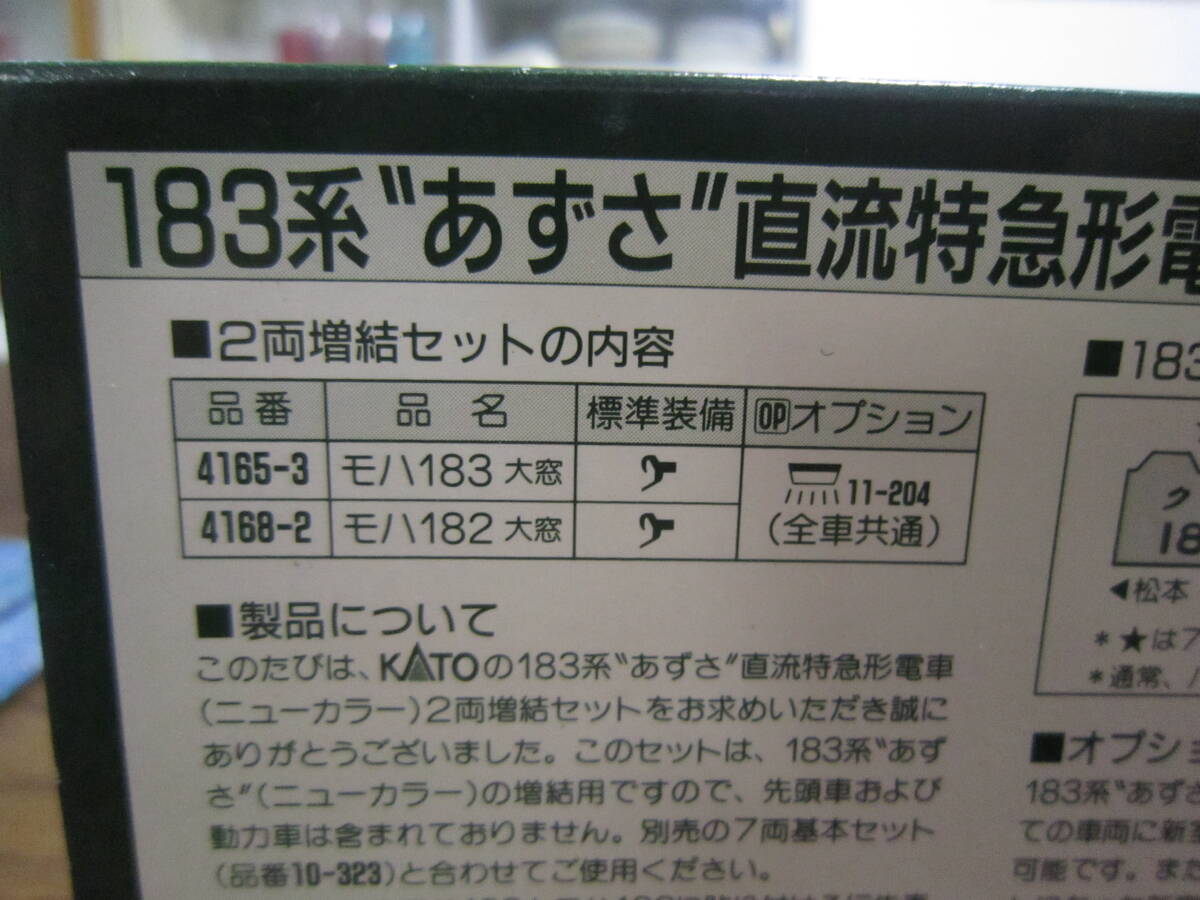 183系"あずさ"直流特急形電
■2両増結セットの内容
品番 品名 標準装備 OPオプション
4165-3 モハ183 大窓
11-204
4168-2 モハ182 大窓
(全車共通)
■製品について
このたびは、KATOの183系"あずさ"直流特急形電車
(ニューカラー)2両増結セットをお求めいただき誠に
ありがとうございました。このセットは、183系"あず
さ"(ニューカラー)の増結用ですので、先頭車および
動力車は含まれておりません。別売の7両基本セット
(品番10-323)と合わせてご使用ください。
■183
ク
18
◀松本
*★は
*通常、
■オプシ
183系"あずさ
ての車両に新
可能です。また